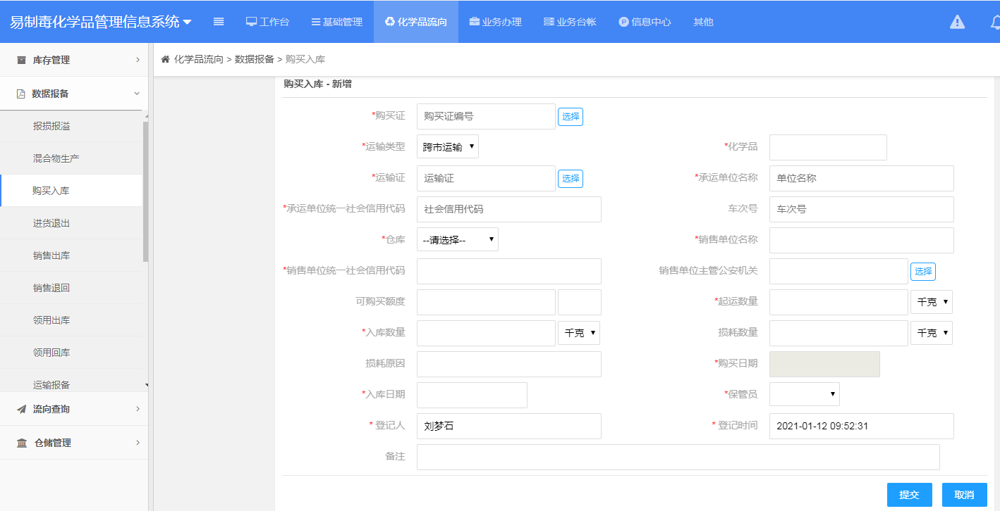 易制毒化学品管理信息系统 工作台 基础管理 化学品流向 业务办理 业务台帐 P 信息中心 其他
库存管理
数据报备
报损报溢
混合物生产
购买入库
进货退出
销售出库
销售退回
领用出库
领用回库
运输报备
流向查询
仓储管理
化学品流向 > 数据报备 > 购买入库
购买入库 - 新增
*购买证 购买证编号 选择
*运输类型 跨市运输 *化学品
*运输证 运输证 选择 *承运单位名称 单位名称
*承运单位统一社会信用代码 社会信用代码 车次号 车次号
*仓库 --请选择-- *销售单位名称
*销售单位统一社会信用代码 销售单位主管公安机关 选择
可购买额度 *起运数量 千克
*入库数量 千克 损耗数量 千克
损耗原因 *购买日期
*入库日期 *保管员
* 登记人 刘梦石 * 登记时间 2021-01-12 09:52:31
备注
提交 取消